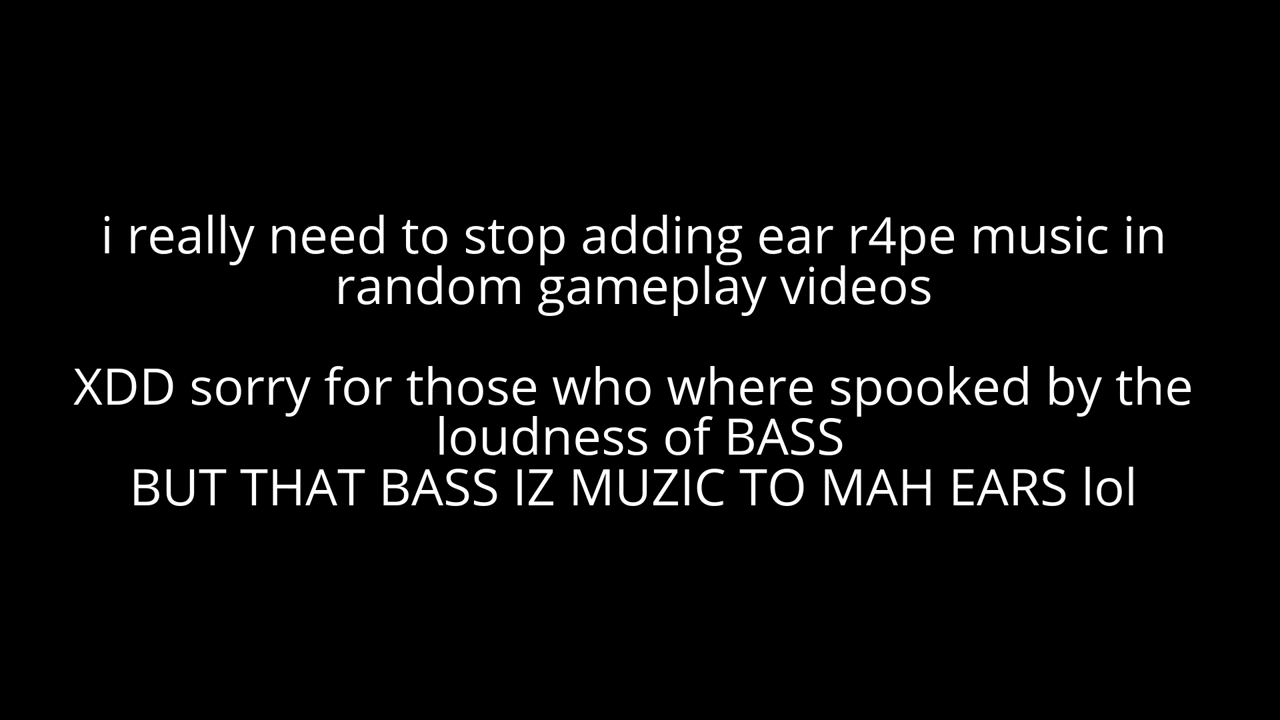 i really need to stop adding ear r4pe music in
random gameplay videos
XDD sorry for those who where spooked by the
loudness of BASS
BUT THAT BASS IZ MUZIC TO MAH EARS lol